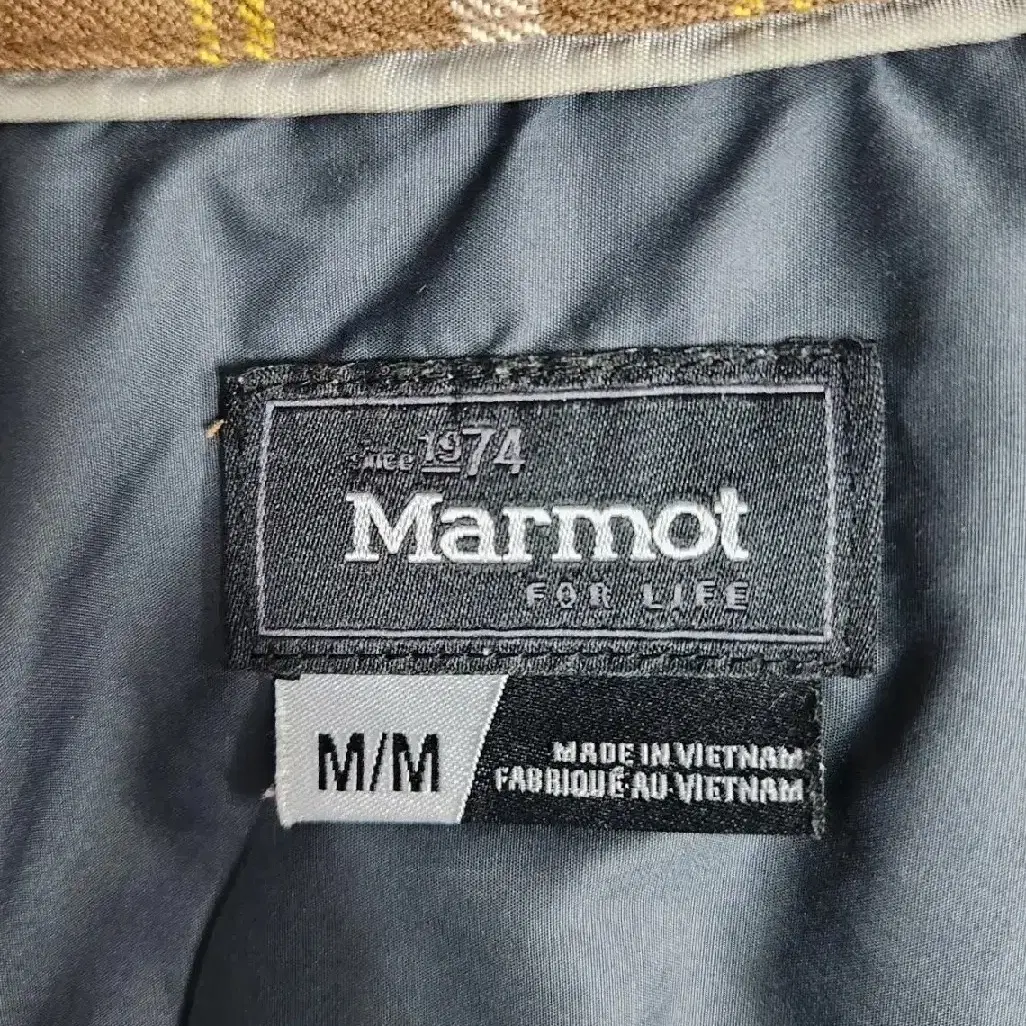 since 1974
Marmot
FOR LIFE
M/M
MADE IN VIETNAM
FABRIQUÉ AU VIETNAM